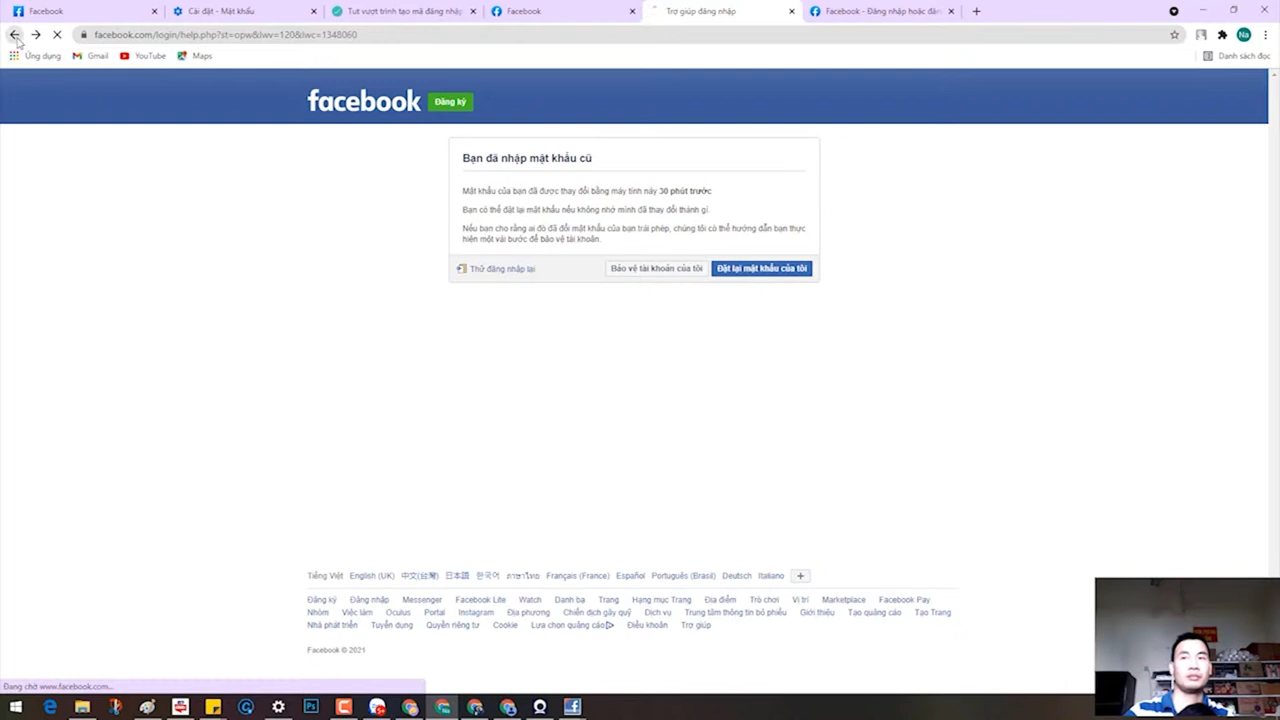 Facebook
Cài đặt - Mật khẩu
Tut vượt trình tạo mã đăng nhập
Facebook
Trợ giúp đăng nhập
Facebook - Đăng nhập hoặc đăn
facebook.com/login/help.php?st=opw&lwv=120&lwc=1348060
Na
Ứng dụng
Gmail
YouTube
Maps
Danh sách đọc
facebook
Đăng ký
Bạn đã nhập mật khẩu cũ
Mật khẩu của bạn đã được thay đổi bằng máy tính này 30 phút trước
Bạn có thể đặt lại mật khẩu nếu không nhớ mình đã thay đổi thành gì.
Nếu bạn cho rằng ai đó đã đổi mật khẩu của bạn trái phép, chúng tôi có thể hướng dẫn bạn thực
hiện một vài bước để bảo vệ tài khoản.
Thử đăng nhập lại
Bảo vệ tài khoản của tôi
Đặt lại mật khẩu của tôi
Tiếng Việt English (UK) 中文(台灣) 日本語 한국어 ภาษาไทย Français (France) Español Português (Brasil) Deutsch Italiano
Đăng ký Đăng nhập Messenger Facebook Lite Watch Danh bạ Trang Hạng mục Trang Địa điểm Trò chơi Vị trí Marketplace Facebook Pay
Nhóm Việc làm Oculus Portal Instagram Địa phương Chiến dịch gây quỹ Dịch vụ Trung tâm thông tin bỏ phiếu Giới thiệu Tạo quảng cáo Tạo Trang
Nhà phát triển Tuyển dụng Quyền riêng tư Cookie Lựa chọn quảng cáo Điều khoản Trợ giúp
Facebook © 2021
Đang chờ www.facebook.com...